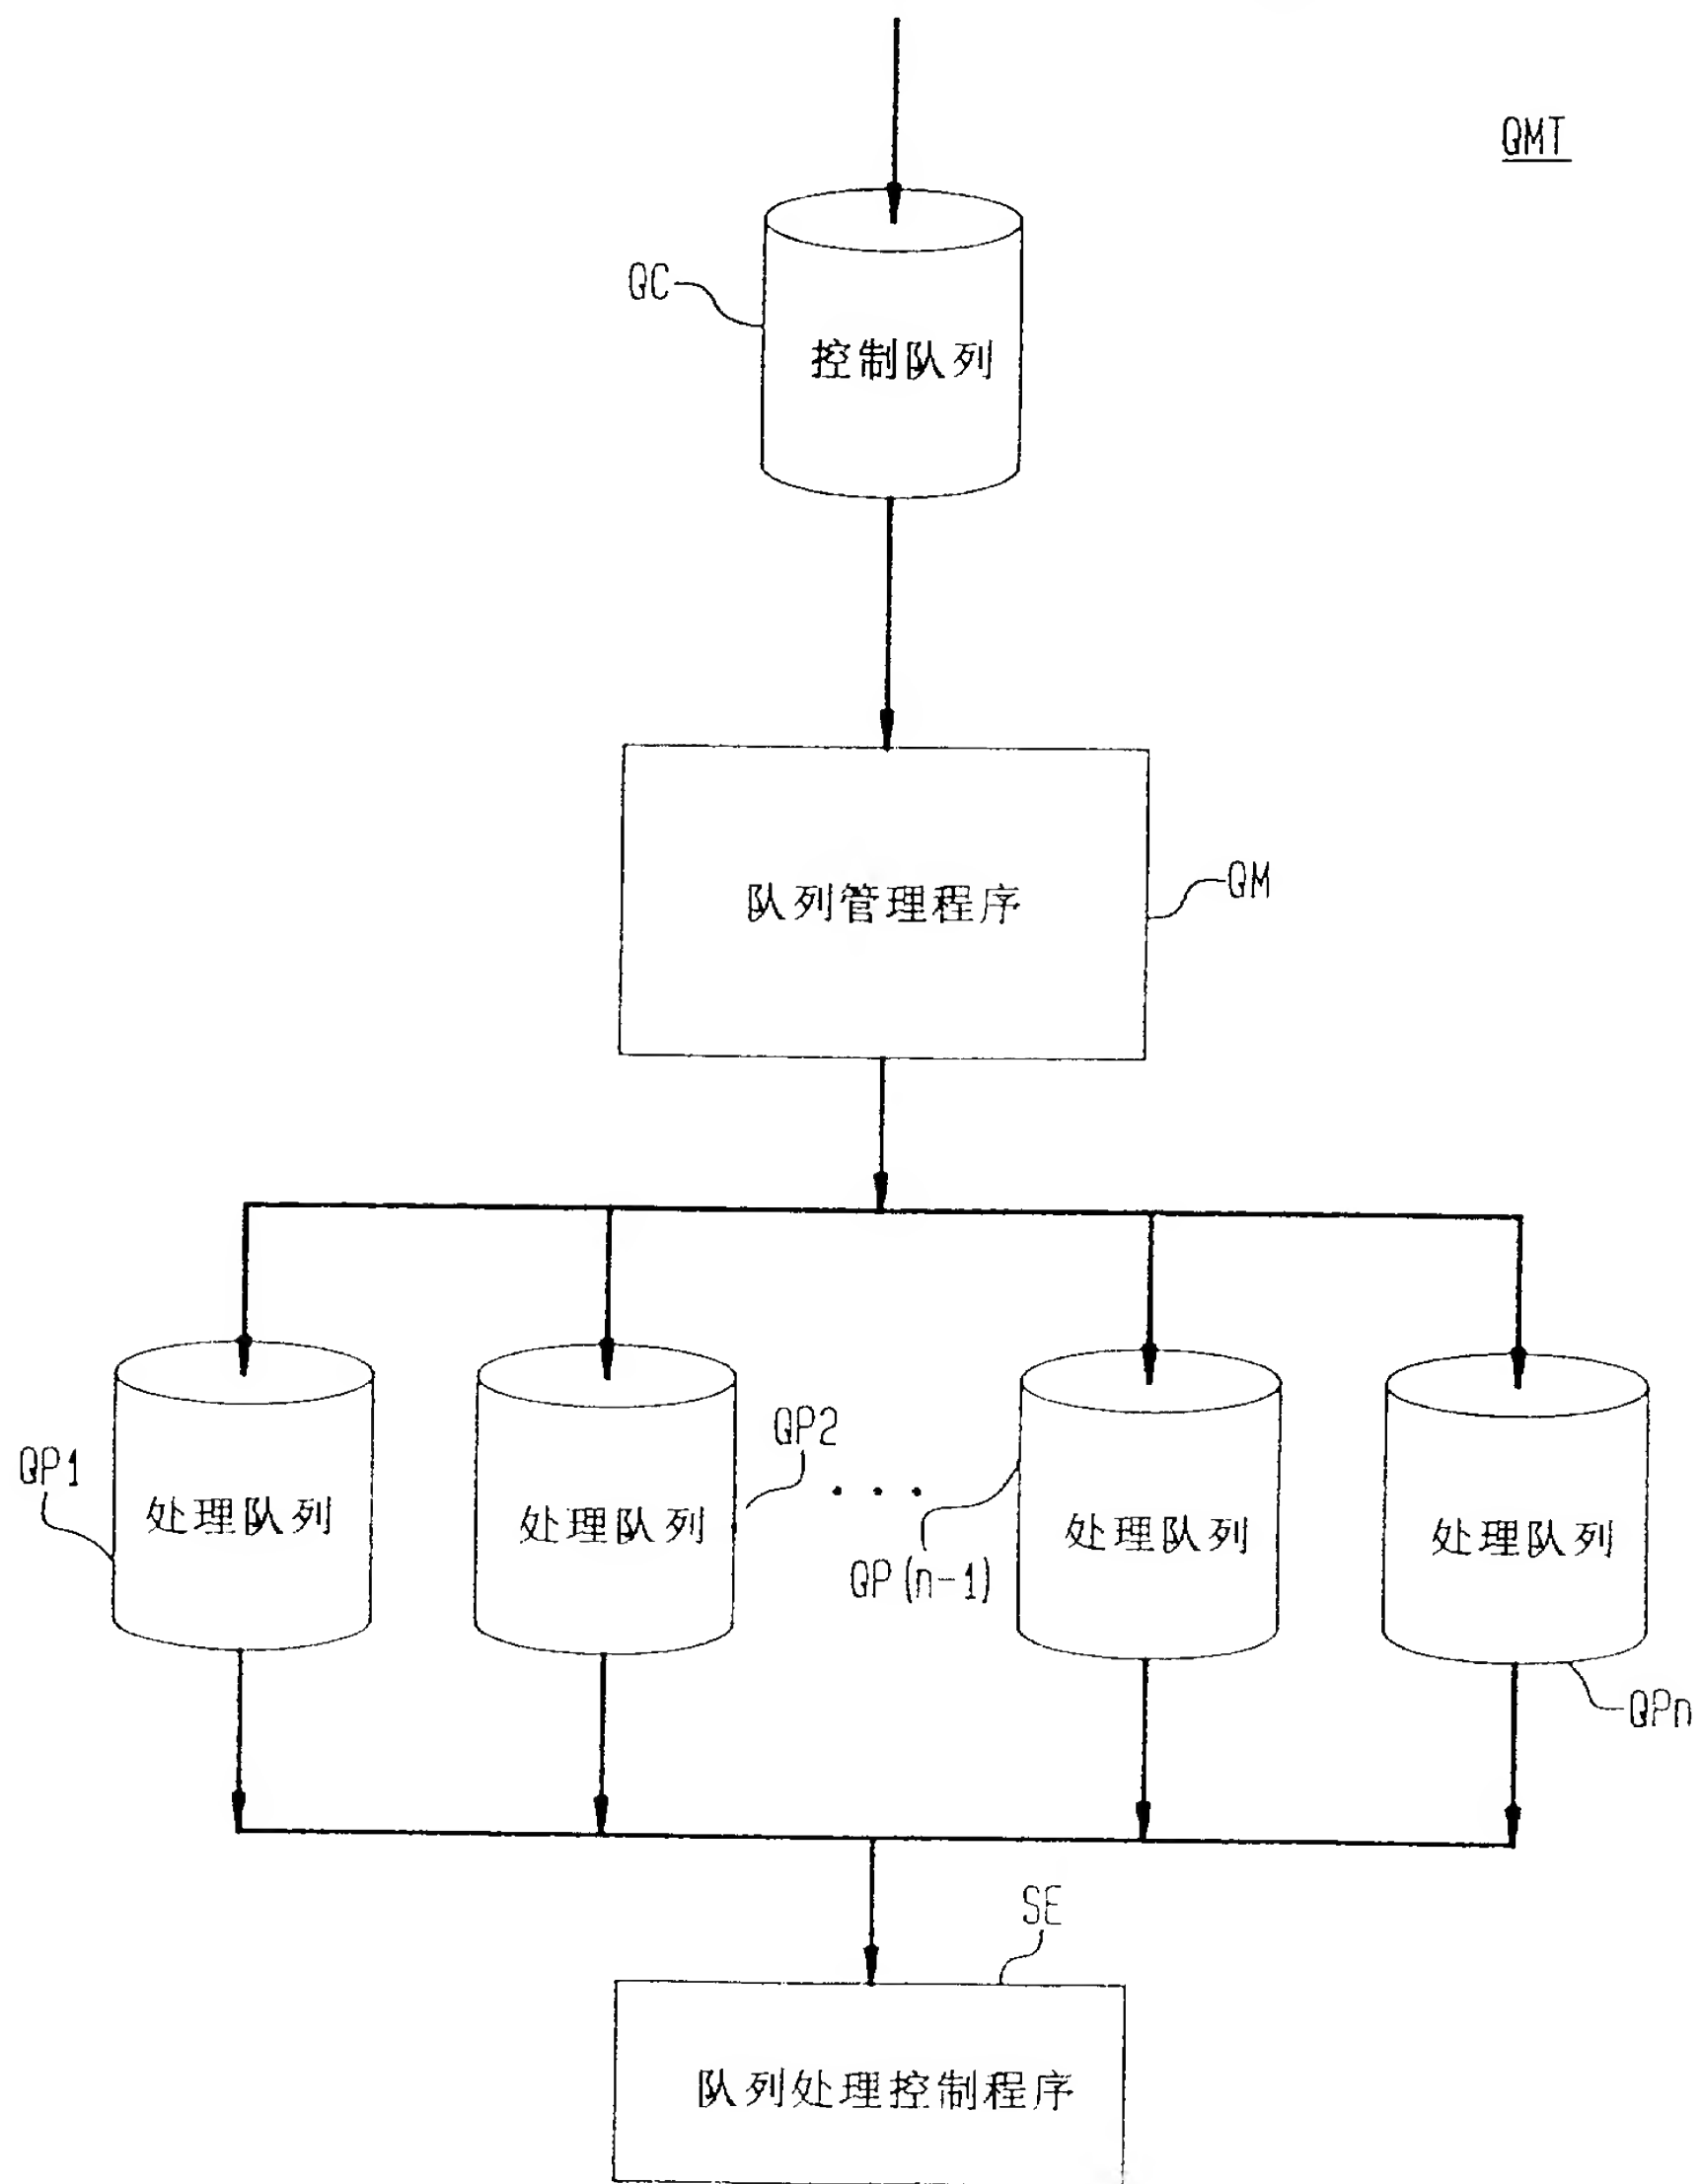 QMT
QC
控制队列
队列管理程序
QM
QP1
处理队列
处理队列
QP2
. . .
QP(n-1)
处理队列
处理队列
QPn
SE
队列处理控制程序